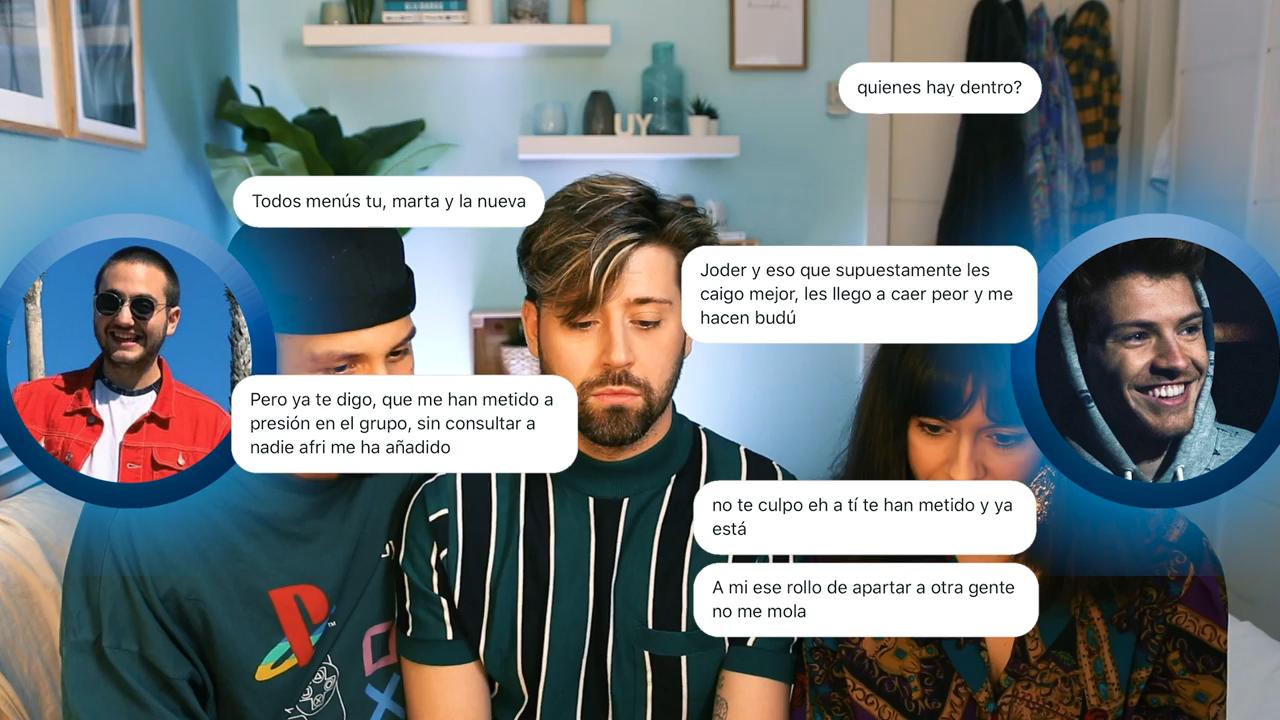 quienes hay dentro?
UY
Todos menús tu, marta y la nueva
Joder y eso que supuestamente les
caigo mejor, les llego a caer peor y me
hacen budú
Pero ya te digo, que me han metido a
presión en el grupo, sin consultar a
nadie afri me ha añadido
no te culpo eh a tí te han metido y ya
está
A mi ese rollo de apartar a otra gente
no me mola